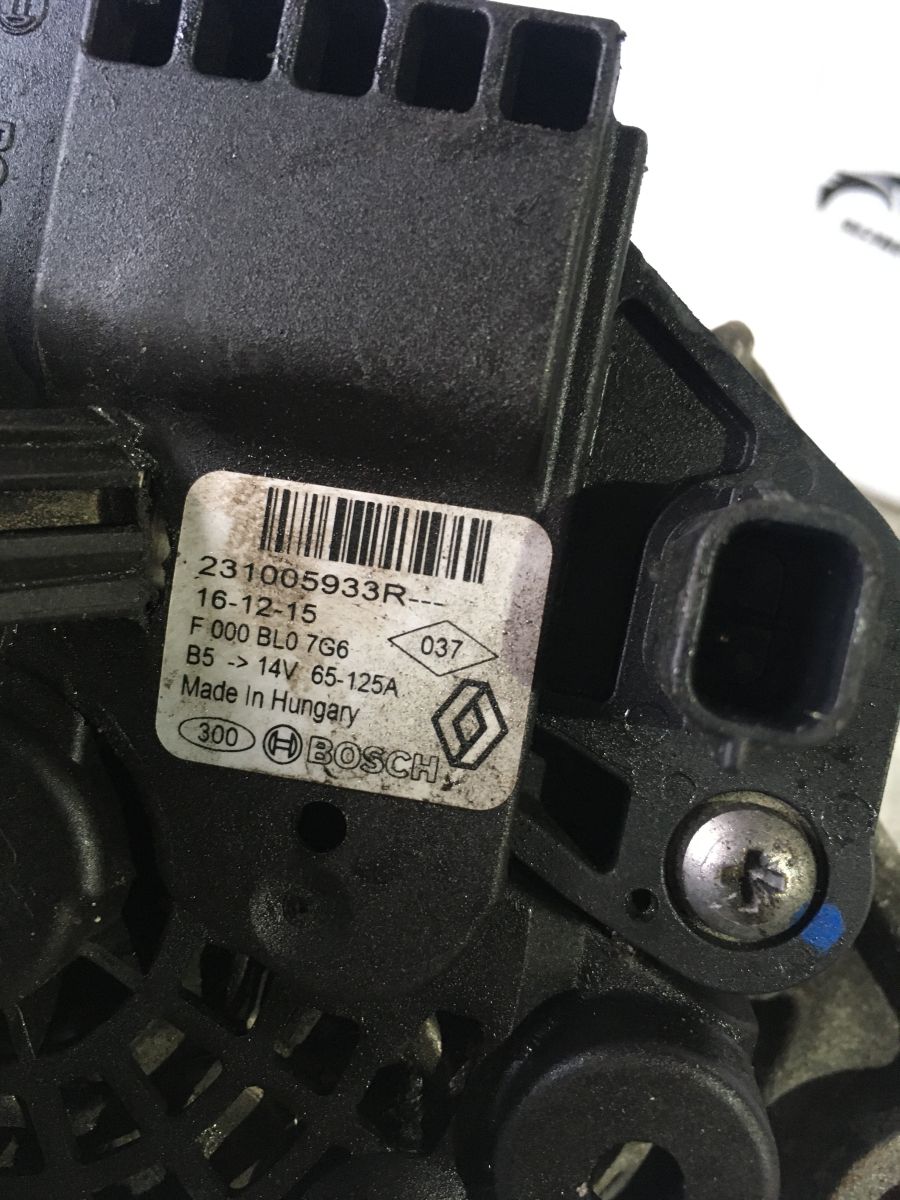 231005933R---
16-12-15
F 000 BL0 7G6
037
B5 -> 14V 65-125A
Made In Hungary
300 BOSCH